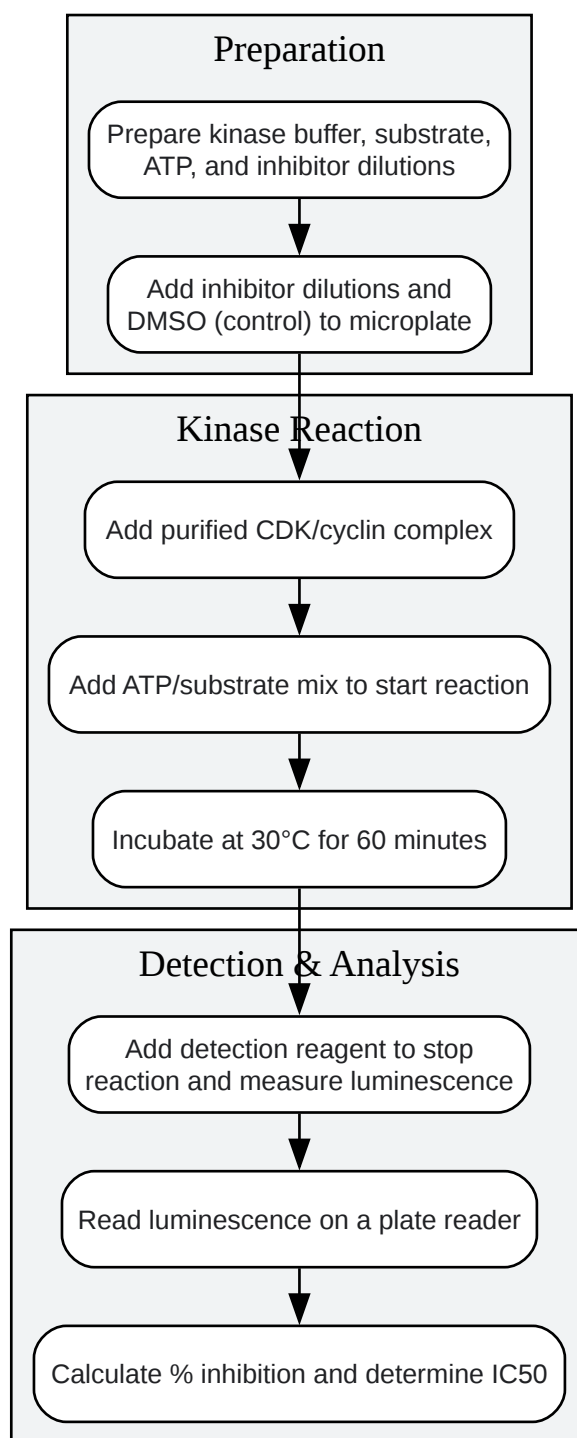 Preparation
Prepare kinase buffer, substrate,
ATP, and inhibitor dilutions
Add inhibitor dilutions and
DMSO (control) to microplate
Kinase Reaction
Add purified CDK/cyclin complex
Add ATP/substrate mix to start reaction
Incubate at 30°C for 60 minutes
Detection & Analysis
Add detection reagent to stop
reaction and measure luminescence
Read luminescence on a plate reader
Calculate % inhibition and determine IC50